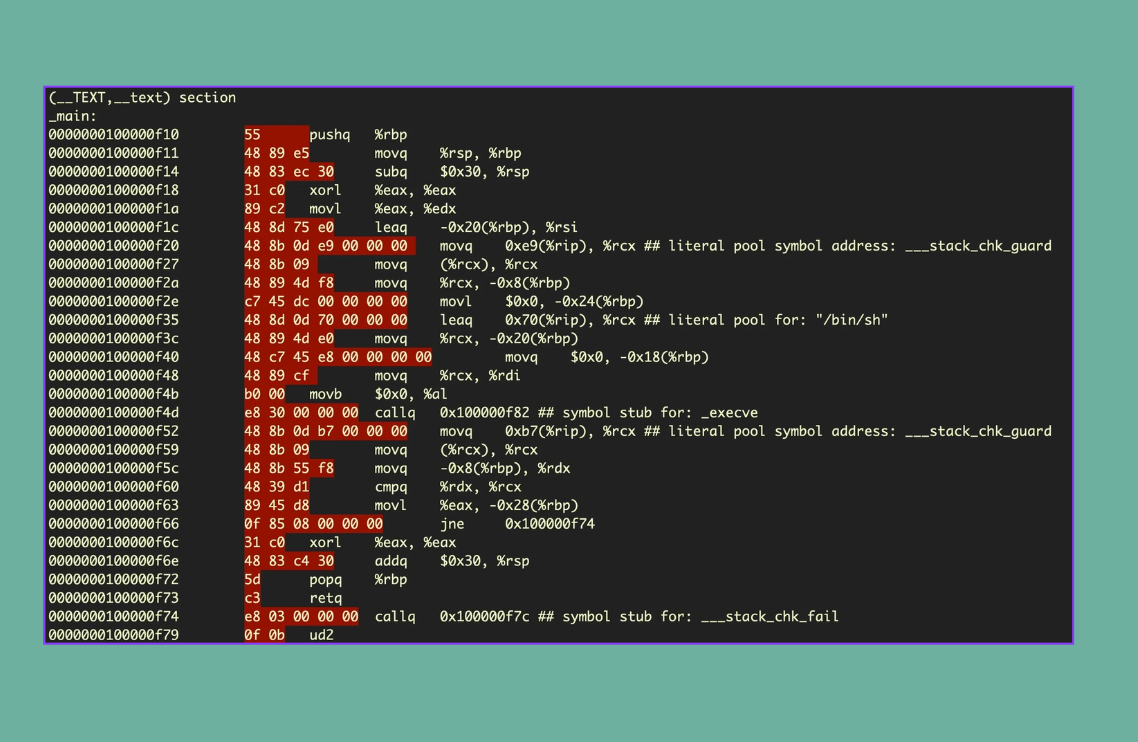 (__TEXT,__text) section
_main:
0000000100000f10 55 pushq %rbp
0000000100000f11 48 89 e5 movq %rsp, %rbp
0000000100000f14 48 83 ec 30 subq $0x30, %rsp
0000000100000f18 31 c0 xorl %eax, %eax
0000000100000f1a 89 c2 movl %eax, %edx
0000000100000f1c 48 8d 75 e0 leaq -0x20(%rbp), %rsi
0000000100000f20 48 8b 0d e9 00 00 00 movq 0xe9(%rip), %rcx ## literal pool symbol address: ___stack_chk_guard
0000000100000f27 48 8b 09 movq (%rcx), %rcx
0000000100000f2a 48 89 4d f8 movq %rcx, -0x8(%rbp)
0000000100000f2e c7 45 dc 00 00 00 00 movl $0x0, -0x24(%rbp)
0000000100000f35 48 8d 0d 70 00 00 00 leaq 0x70(%rip), %rcx ## literal pool for: "/bin/sh"
0000000100000f3c 48 89 4d e0 movq %rcx, -0x20(%rbp)
0000000100000f40 48 c7 45 e8 00 00 00 00 movq $0x0, -0x18(%rbp)
0000000100000f48 48 89 cf movq %rcx, %rdi
0000000100000f4b b0 00 movb $0x0, %al
0000000100000f4d e8 30 00 00 00 callq 0x100000f82 ## symbol stub for: _execve
0000000100000f52 48 8b 0d b7 00 00 00 movq 0xb7(%rip), %rcx ## literal pool symbol address: ___stack_chk_guard
0000000100000f59 48 8b 09 movq (%rcx), %rcx
0000000100000f5c 48 8b 55 f8 movq -0x8(%rbp), %rdx
0000000100000f60 48 39 d1 cmpq %rdx, %rcx
0000000100000f63 89 45 d8 movl %eax, -0x28(%rbp)
0000000100000f66 0f 85 08 00 00 00 jne 0x100000f74
0000000100000f6c 31 c0 xorl %eax, %eax
0000000100000f6e 48 83 c4 30 addq $0x30, %rsp
0000000100000f72 5d popq %rbp
0000000100000f73 c3 retq
0000000100000f74 e8 03 00 00 00 callq 0x100000f7c ## symbol stub for: ___stack_chk_fail
0000000100000f79 0f 0b ud2